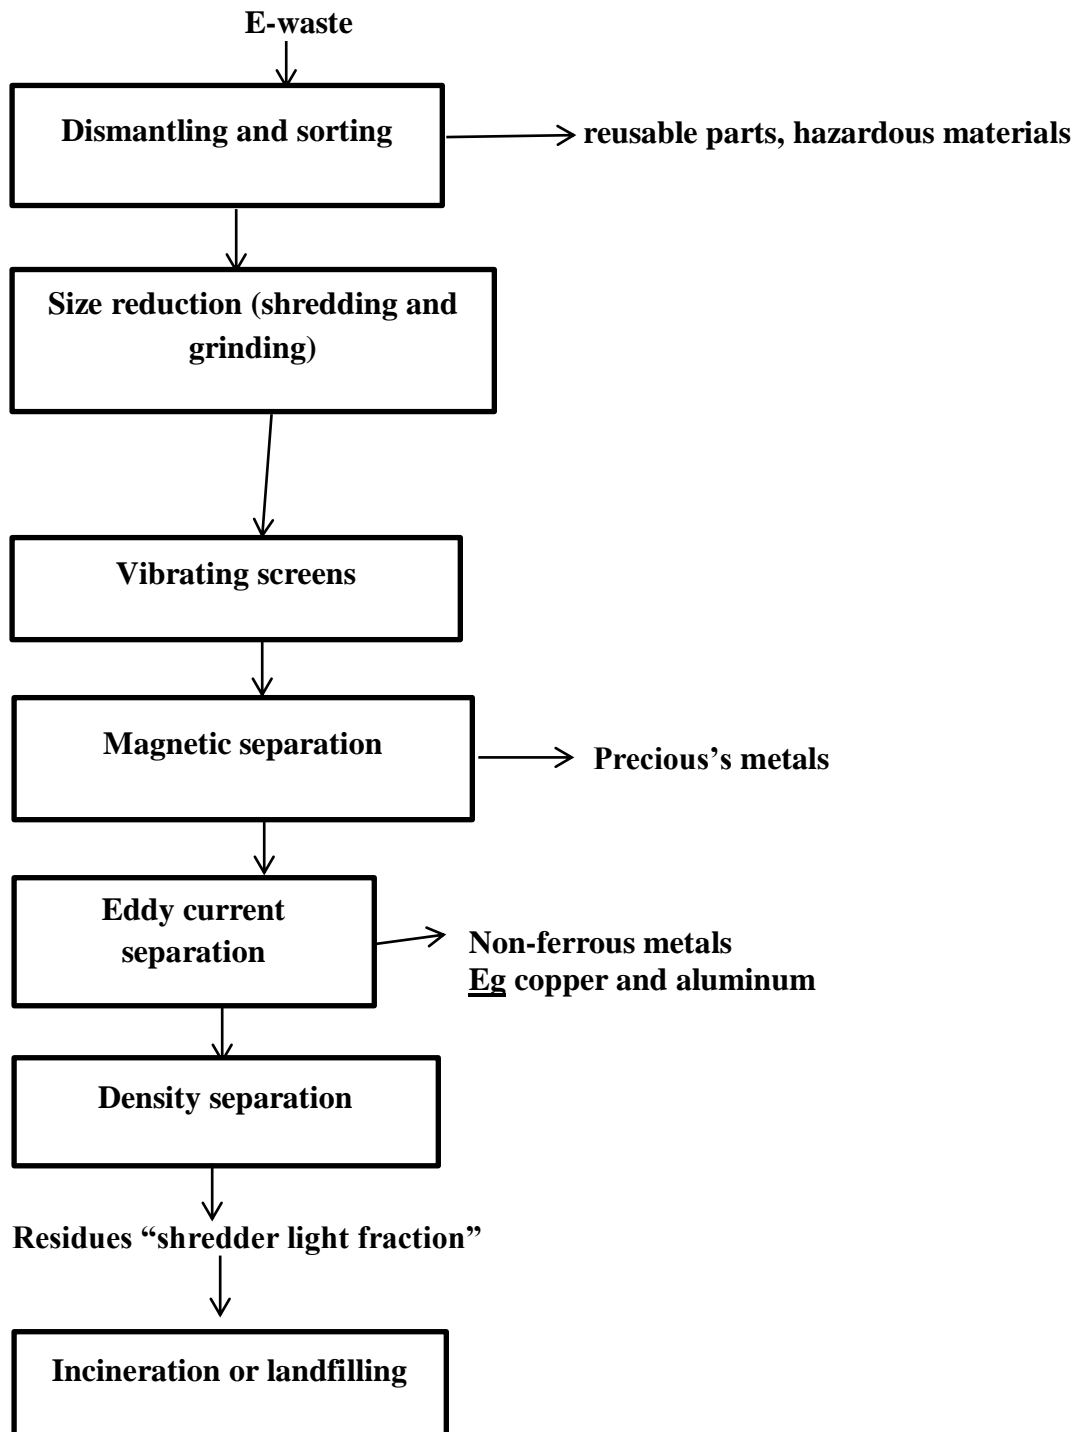 E-waste
Dismantling and sorting
reusable parts, hazardous materials
Size reduction (shredding and
grinding)
Vibrating screens
Magnetic separation
Precious’s metals
Eddy current
separation
Non-ferrous metals
Eg copper and aluminum
Density separation
Residues “shredder light fraction”
Incineration or landfilling